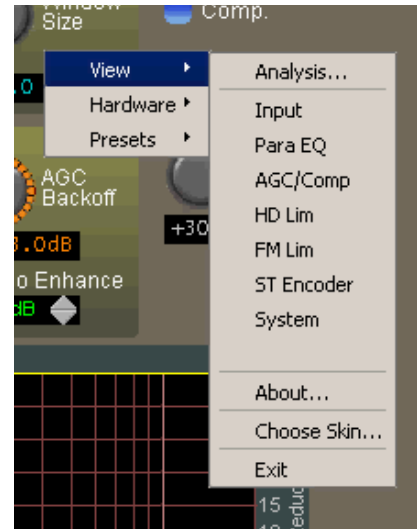 Size
Comp.
View
Hardware
Presets
Analysis...
Input
Para EQ
AGC/Comp
HD Lim
FM Lim
ST Encoder
System
About...
Choose Skin...
Exit
.0
AGC
Backoff
.0dB
+30
o Enhance
dB
15